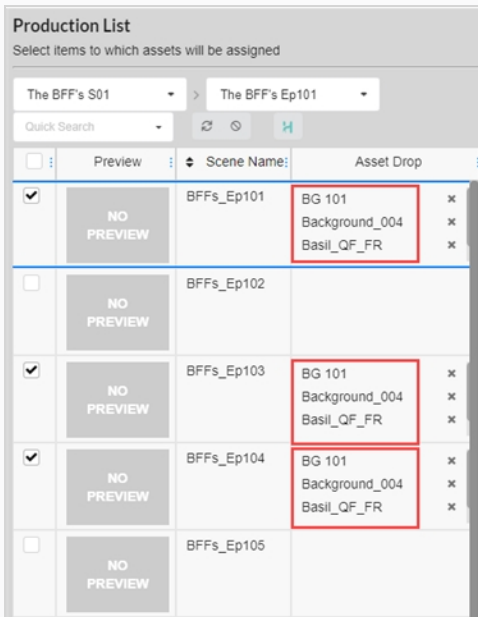 Production List
Select items to which assets will be assigned
The BFF's S01 > The BFF's Ep101
Quick Search
Preview Scene Name Asset Drop
NO PREVIEW
BFFs_Ep101
BG 101
Background_004
Basil_QF_FR
NO PREVIEW
BFFs_Ep102
NO PREVIEW
BFFs_Ep103
BG 101
Background_004
Basil_QF_FR
NO PREVIEW
BFFs_Ep104
BG 101
Background_004
Basil_QF_FR
NO PREVIEW
BFFs_Ep105